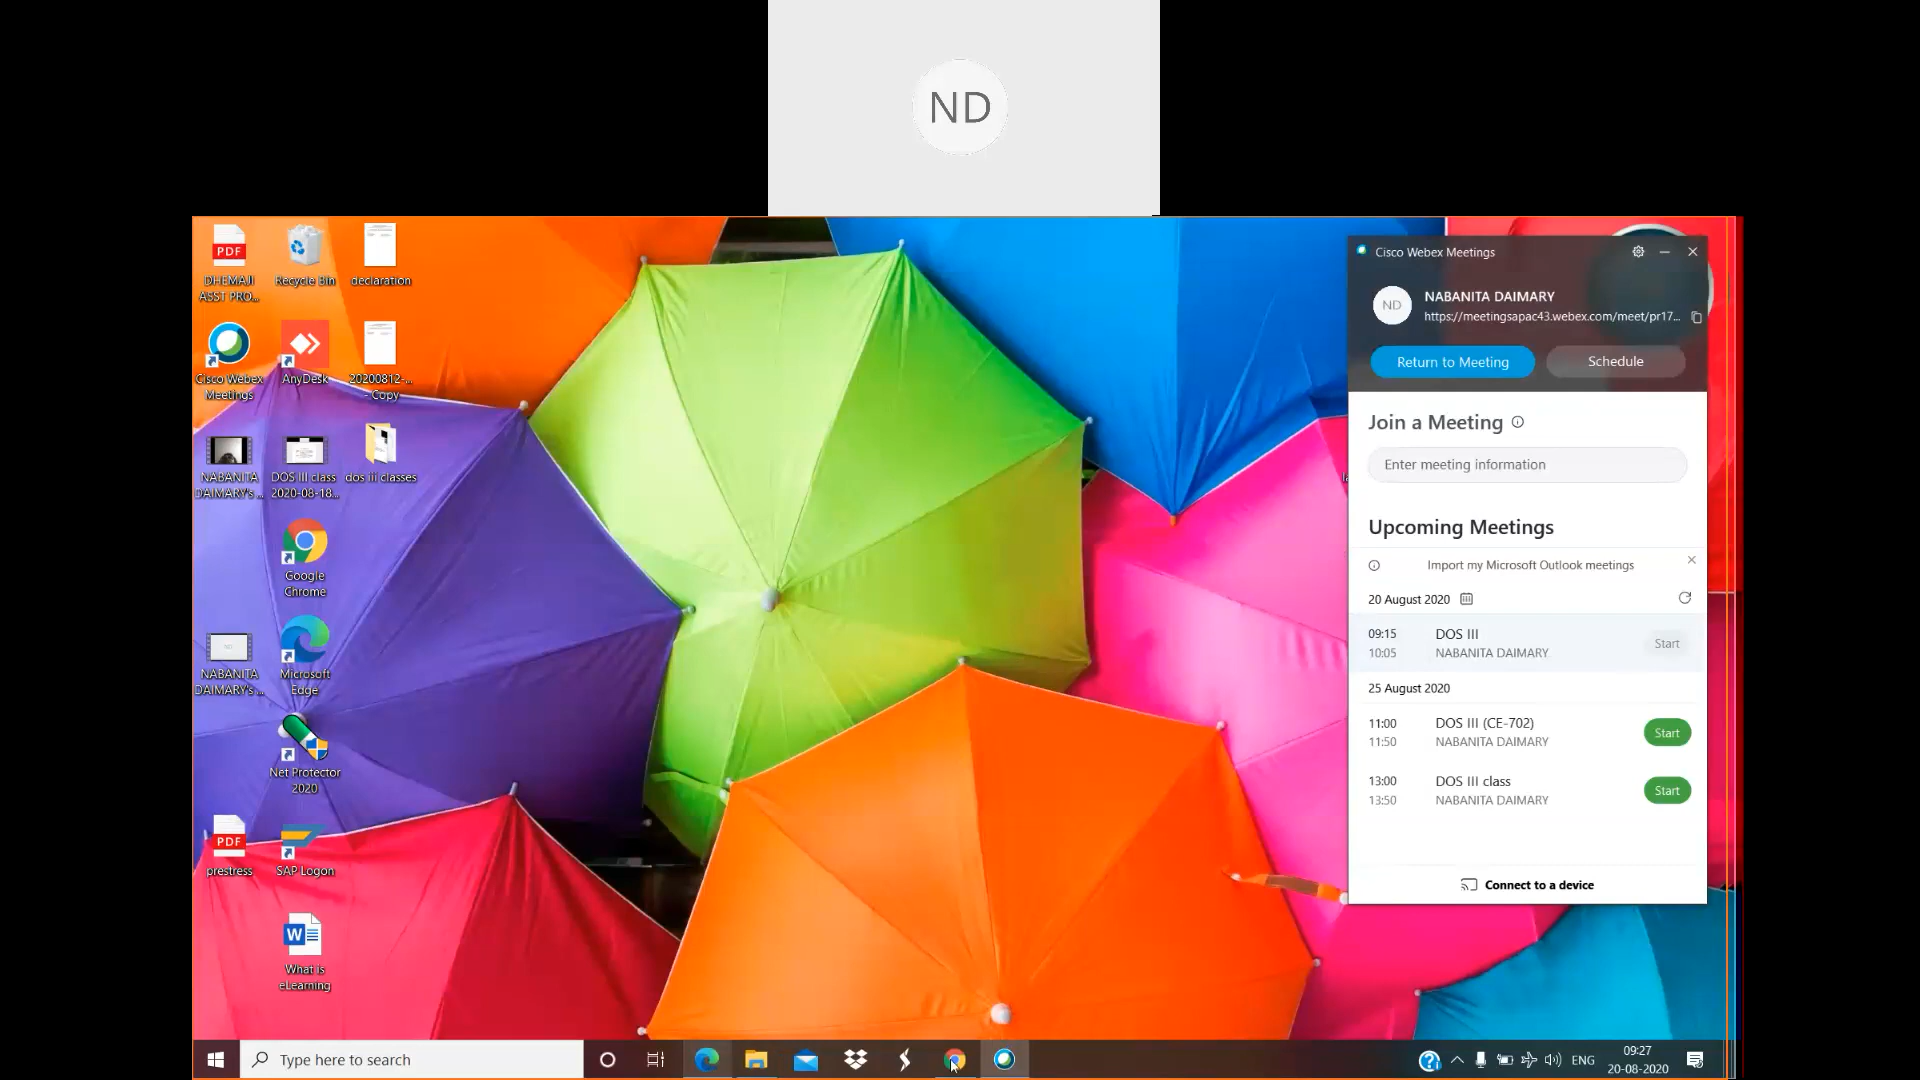 ND
PDF
DHEMAJI
ASST PRO...
Recycle Bin
declaration
Cisco Webex
Meetings
AnyDesk
20200812-...
- Copy
NABANITA
DAIMARY's ...
DOS III class
2020-08-18...
dos iii classes
Google
Chrome
NABANITA
DAIMARY's ...
Microsoft
Edge
Net Protector
2020
PDF
prestress
SAP Logon
W
What is
eLearning
Cisco Webex Meetings
ND
NABANITA DAIMARY
https://meetingsapac43.webex.com/meet/pr17...
Return to Meeting
Schedule
Join a Meeting
Enter meeting information
Upcoming Meetings
Import my Microsoft Outlook meetings
20 August 2020
09:15 DOS III
10:05 NABANITA DAIMARY
Start
25 August 2020
11:00 DOS III (CE-702)
11:50 NABANITA DAIMARY
Start
13:00 DOS III class
13:50 NABANITA DAIMARY
Start
Connect to a device
Type here to search
ENG
09:27
20-08-2020